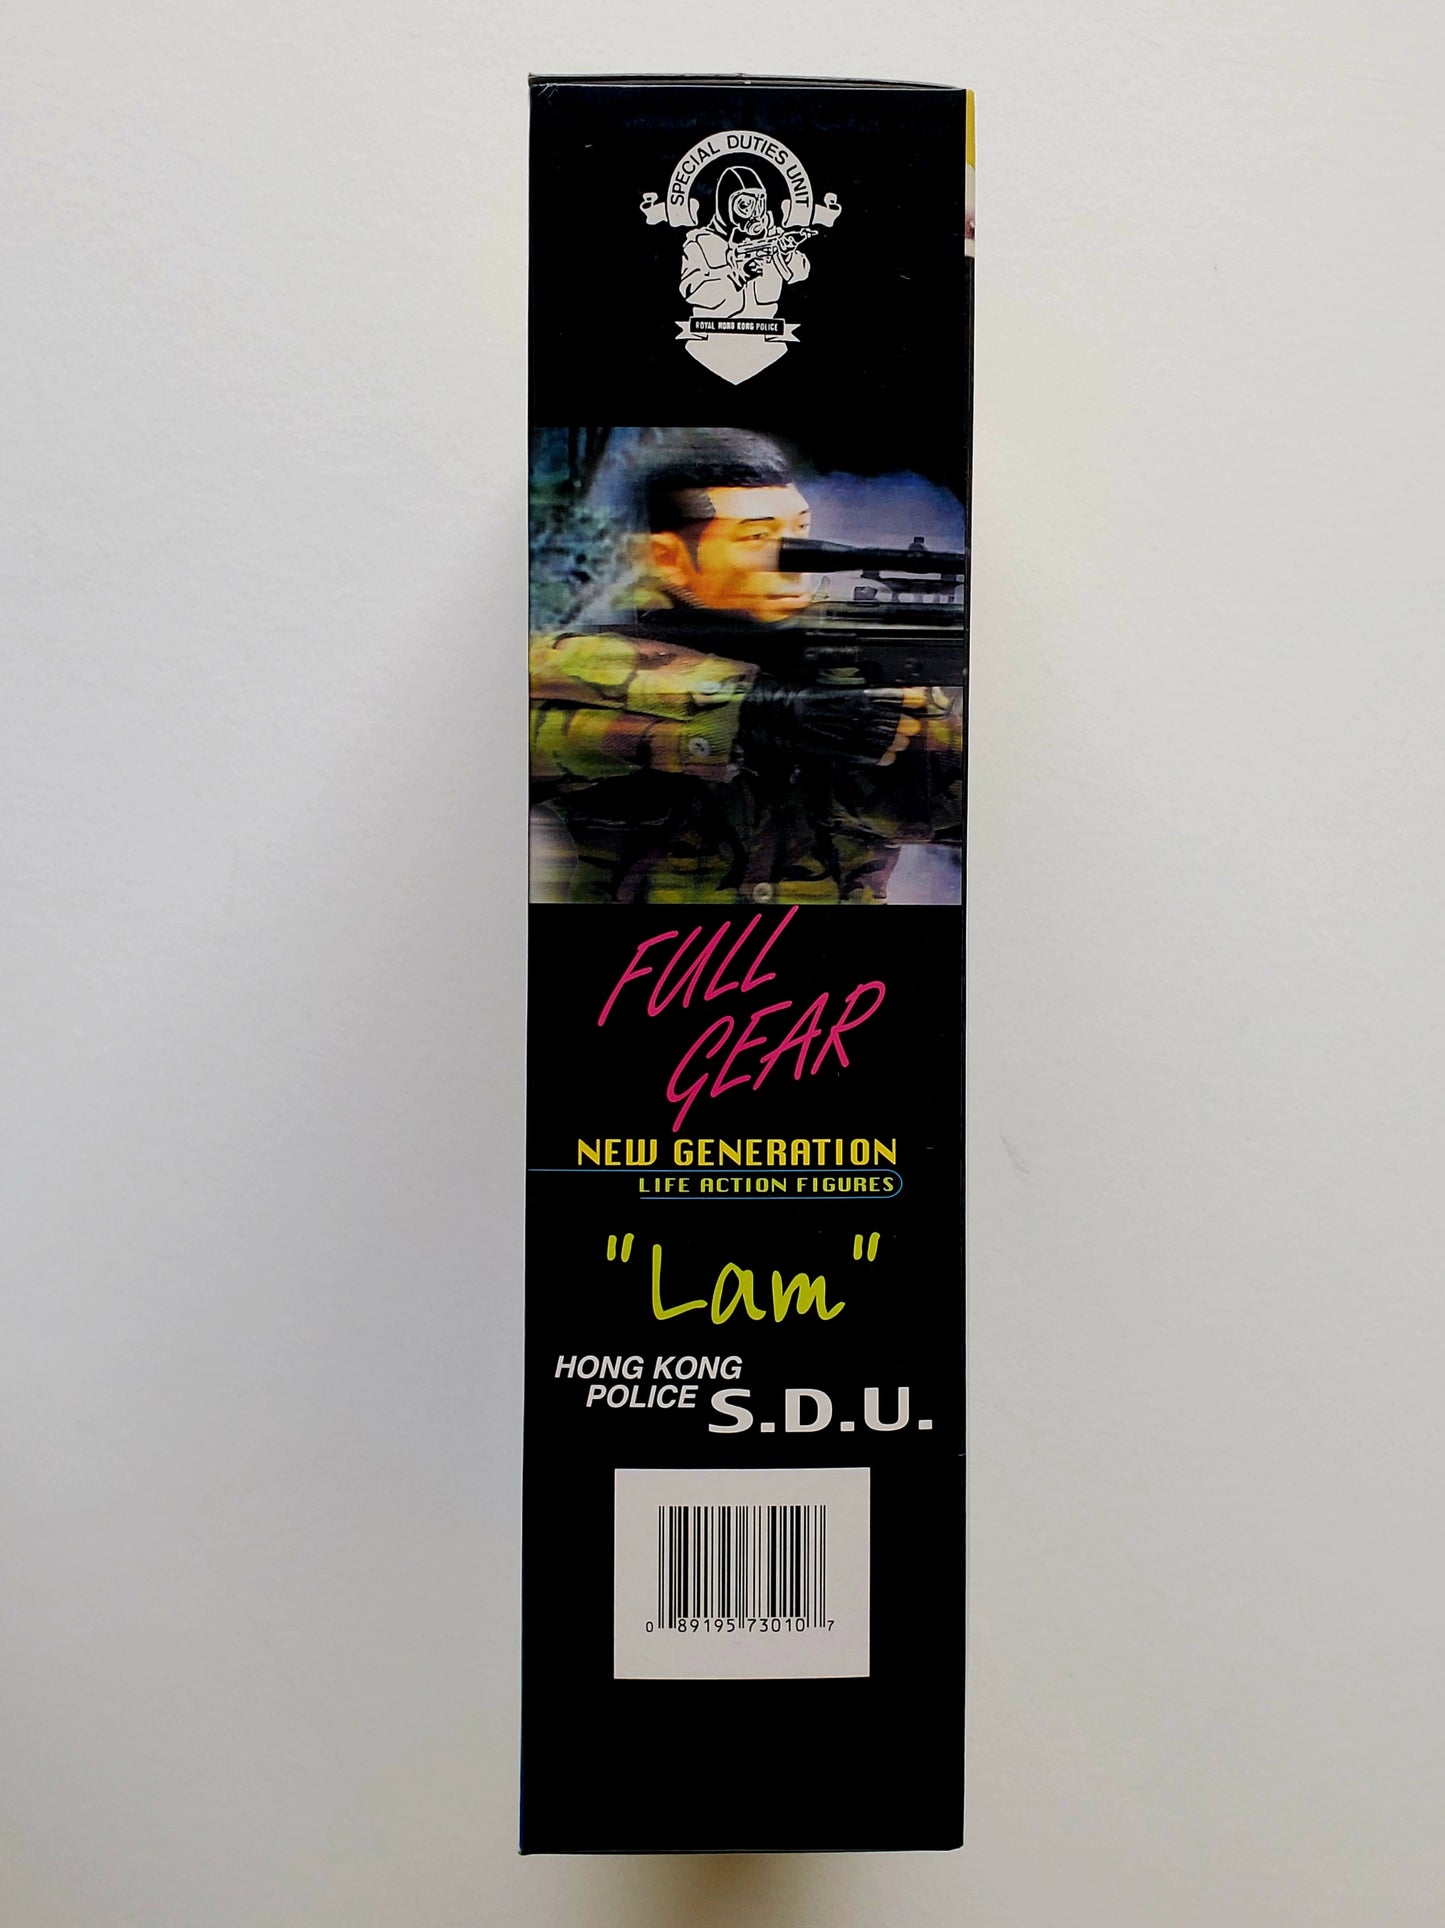 SPECIAL DUTIES UNIT
ROYAL HONG KONG POLICE
FULL
GEAR
NEW GENERATION
LIFE ACTION FIGURES
"Lam"
HONG KONG
POLICE S.D.U.
0 89195 73010 7